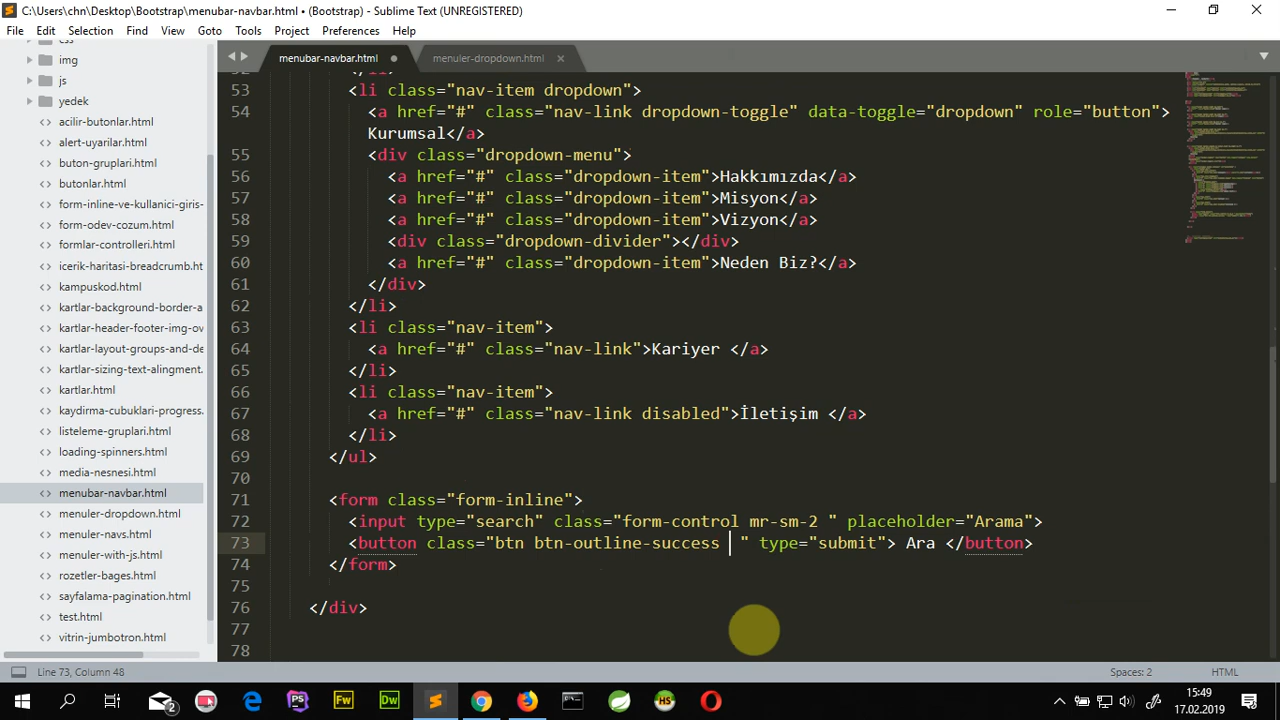 C:\Users\chn\Desktop\Bootstrap\menubar-navbar.html • (Bootstrap) - Sublime Text (UNREGISTERED)
File Edit Selection Find View Goto Tools Project Preferences Help
menubar-navbar.html menuler-dropdown.html
img
js
yedek
acilir-butonlar.html
alert-uyarilar.html
buton-gruplari.html
butonlar.html
form-inline-ve-kullanici-giris-
form-odev-cozum.html
formlar-controlleri.html
icerik-haritasi-breadcrumb.ht
kampuskod.html
kartlar-background-border-a
kartlar-header-footer-img-ov
kartlar-layout-groups-and-de
kartlar-sizing-text-alingment.
kartlar.html
kaydirma-cubuklari-progress.
listeleme-gruplari.html
loading-spinners.html
media-nesnesi.html
menubar-navbar.html
menuler-dropdown.html
menuler-navs.html
menuler-with-js.html
rozetler-bages.html
sayfalama-pagination.html
test.html
vitrin-jumbotron.html
53 <li class="nav-item dropdown">
54 <a href="#" class="nav-link dropdown-toggle" data-toggle="dropdown" role="button">
Kurumsal</a>
55 <div class="dropdown-menu">
56 <a href="#" class="dropdown-item">Hakkımızda</a>
57 <a href="#" class="dropdown-item">Misyon</a>
58 <a href="#" class="dropdown-item">Vizyon</a>
59 <div class="dropdown-divider"></div>
60 <a href="#" class="dropdown-item">Neden Biz?</a>
61 </div>
62 </li>
63 <li class="nav-item">
64 <a href="#" class="nav-link">Kariyer </a>
65 </li>
66 <li class="nav-item">
67 <a href="#" class="nav-link disabled">İletişim </a>
68 </li>
69 </ul>
70
71 <form class="form-inline">
72 <input type="search" class="form-control mr-sm-2 " placeholder="Arama">
73 <button class="btn btn-outline-success " type="submit"> Ara </button>
74 </form>
75
76 </div>
77
78
Line 73, Column 48 Spaces: 2 HTML
2 PS Fw Dw S HS 15:49
17.02.2019